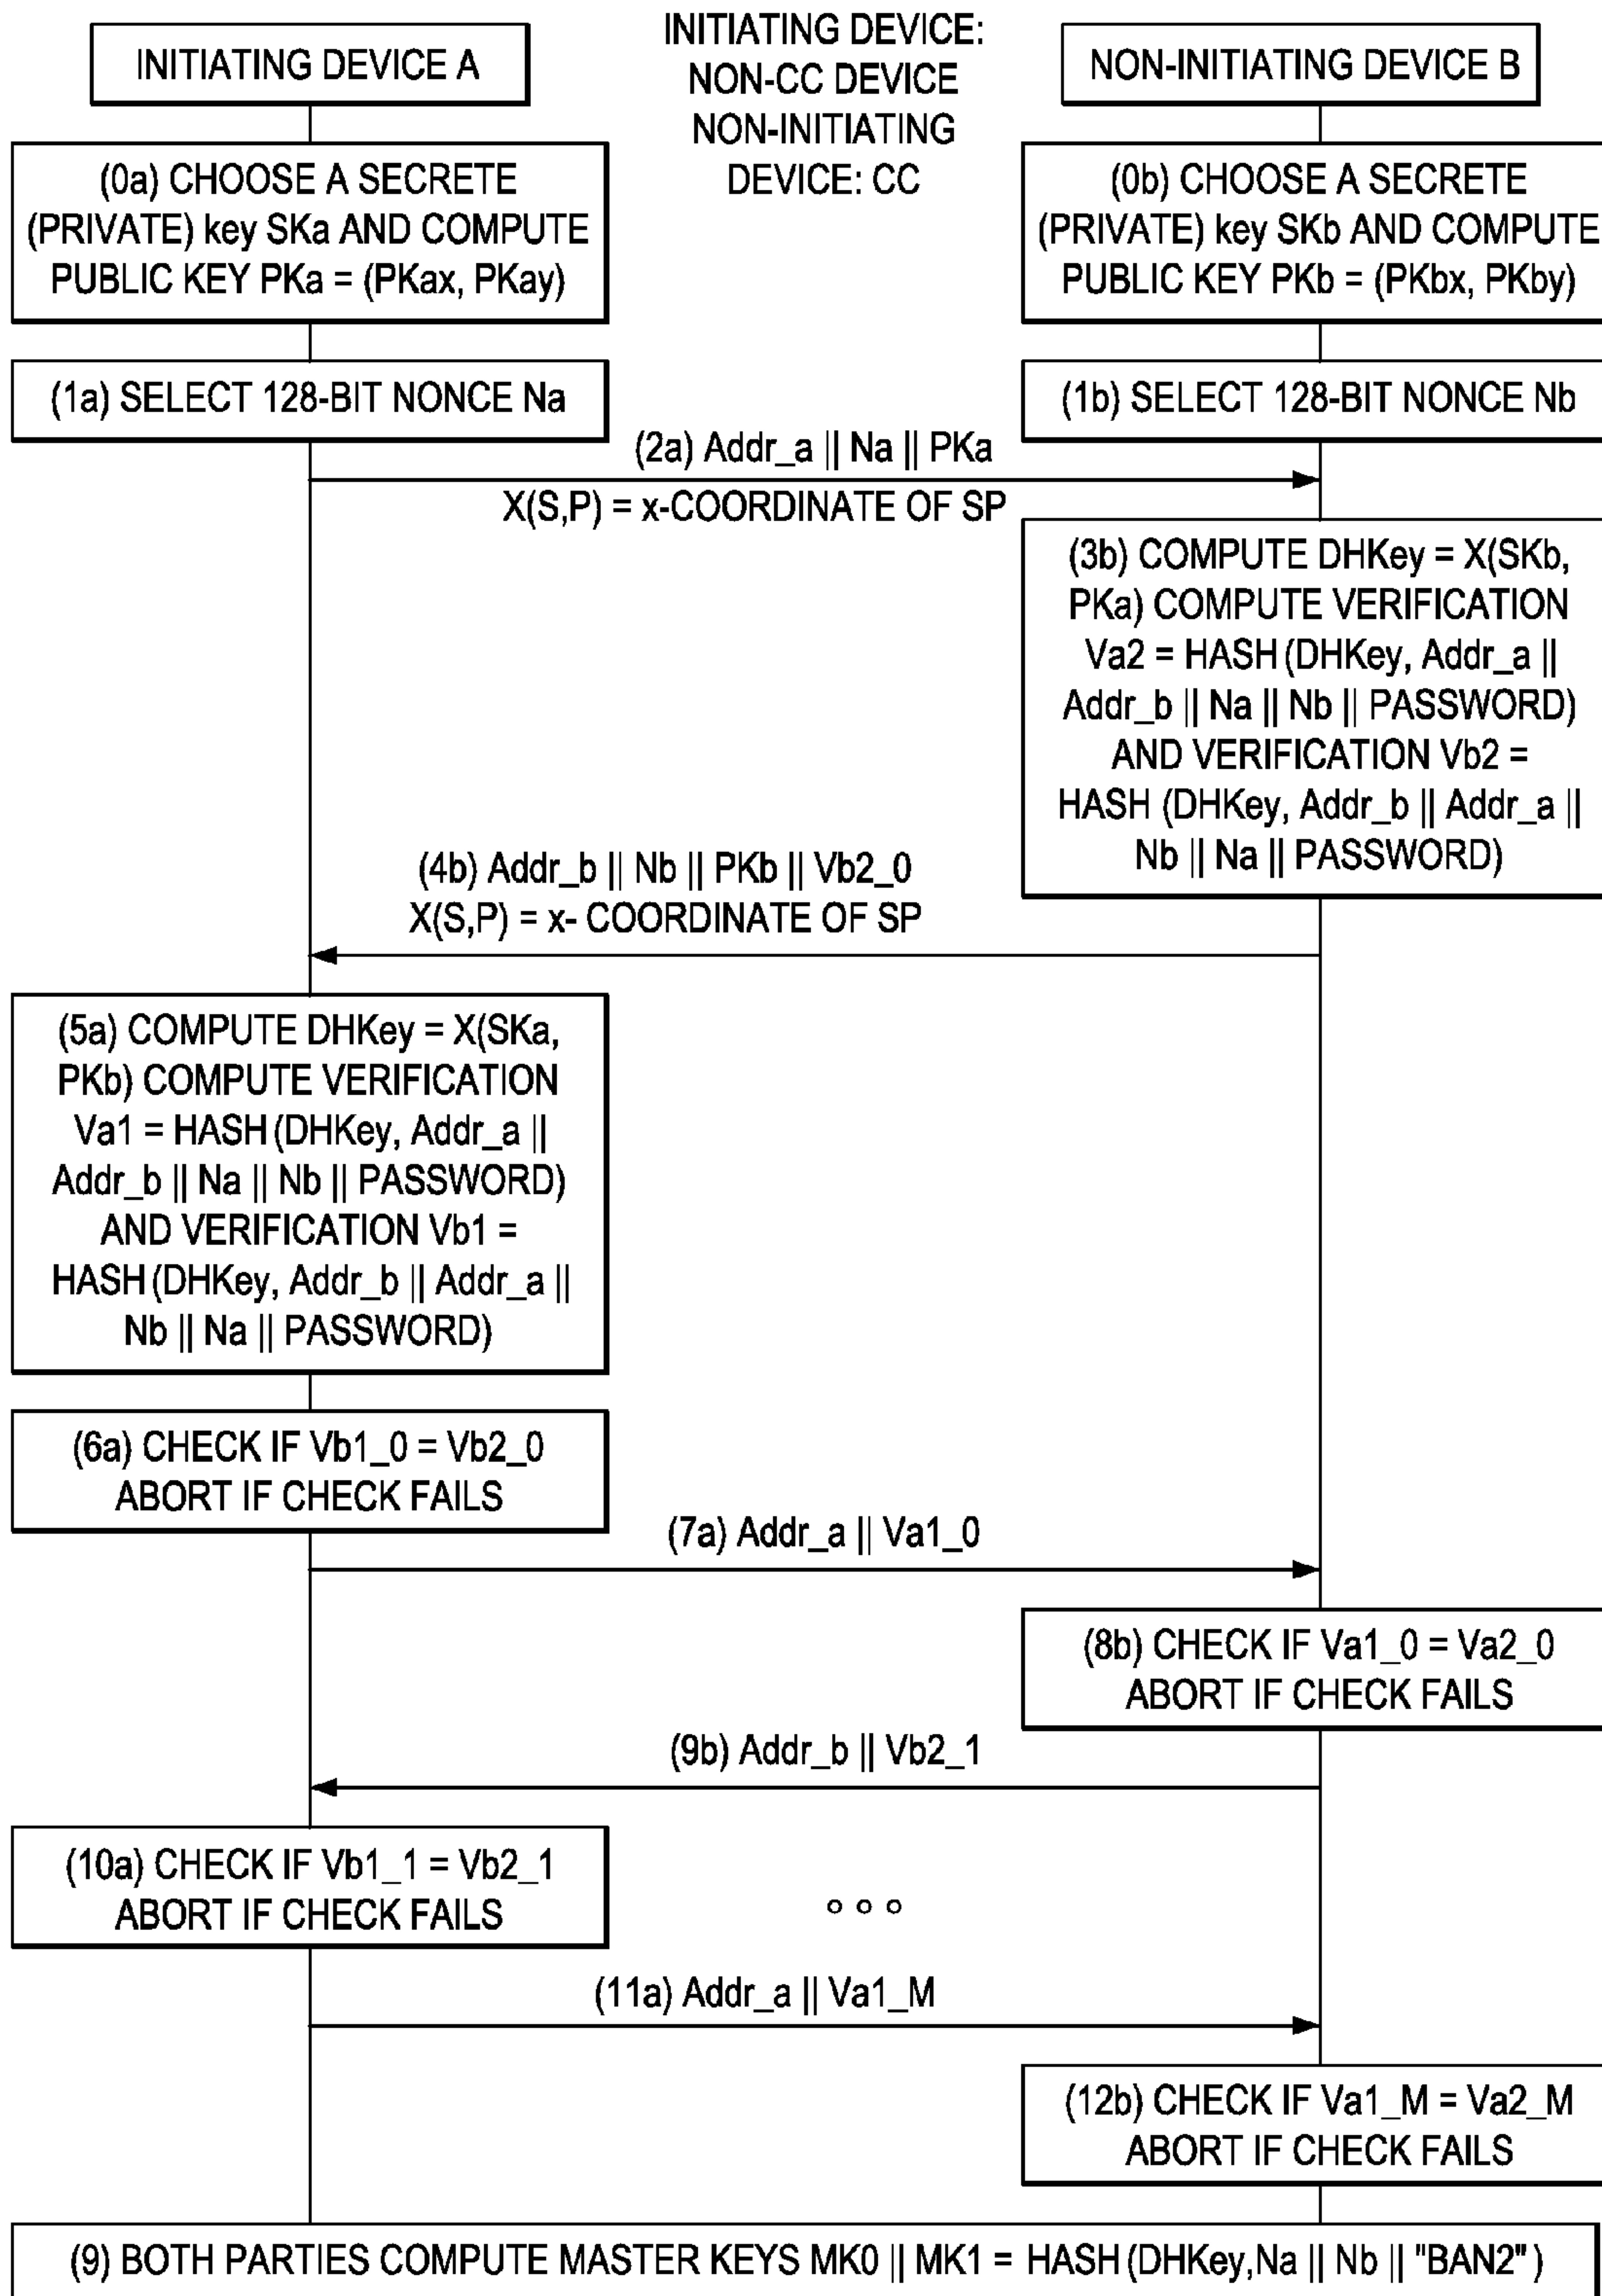 INITIATING DEVICE A
INITIATING DEVICE:
NON-CC DEVICE
NON-INITIATING
DEVICE: CC
NON-INITIATING DEVICE B
(0a) CHOOSE A SECRETE
(PRIVATE) key SKa AND COMPUTE
PUBLIC KEY PKa = (PKax, PKay)
(0b) CHOOSE A SECRETE
(PRIVATE) key SKb AND COMPUTE
PUBLIC KEY PKb = (PKbx, PKby)
(1a) SELECT 128-BIT NONCE Na
(1b) SELECT 128-BIT NONCE Nb
(2a) Addr_a || Na || PKa
X(S,P) = x-COORDINATE OF SP
(3b) COMPUTE DHKey = X(SKb,
PKa) COMPUTE VERIFICATION
Va2 = HASH (DHKey, Addr_a ||
Addr_b || Na || Nb || PASSWORD)
AND VERIFICATION Vb2 =
HASH (DHKey, Addr_b || Addr_a ||
Nb || Na || PASSWORD)
(4b) Addr_b || Nb || PKb || Vb2_0
X(S,P) = x- COORDINATE OF SP
(5a) COMPUTE DHKey = X(SKa,
PKb) COMPUTE VERIFICATION
Va1 = HASH (DHKey, Addr_a ||
Addr_b || Na || Nb || PASSWORD)
AND VERIFICATION Vb1 =
HASH (DHKey, Addr_b || Addr_a ||
Nb || Na || PASSWORD)
(6a) CHECK IF Vb1_0 = Vb2_0
ABORT IF CHECK FAILS
(7a) Addr_a || Va1_0
(8b) CHECK IF Va1_0 = Va2_0
ABORT IF CHECK FAILS
(9b) Addr_b || Vb2_1
(10a) CHECK IF Vb1_1 = Vb2_1
ABORT IF CHECK FAILS
(11a) Addr_a || Va1_M
(12b) CHECK IF Va1_M = Va2_M
ABORT IF CHECK FAILS
(9) BOTH PARTIES COMPUTE MASTER KEYS MK0 || MK1 = HASH (DHKey,Na || Nb || "BAN2")